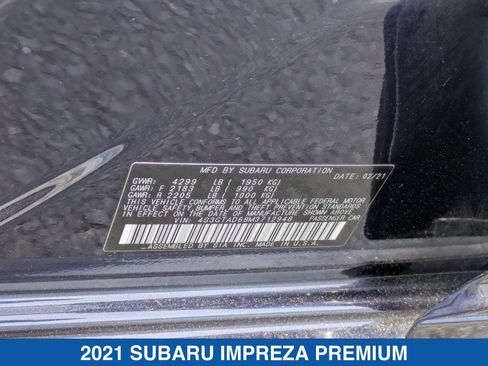 MFD BY SUBARU CORPORATION
DATE: 02/21
GVWR: 4299 LB ( 1950 KG)
GAWR: F 2183 LB ( 990 KG)
GAWR: R 2205 LB ( 1000 KG)
THIS VEHICLE CONFORMS TO ALL APPLICABLE FEDERAL MOTOR
VEHICLE SAFETY, BUMPER, AND THEFT PREVENTION STANDARDS
IN EFFECT ON THE DATE OF MANUFACTURE SHOWN ABOVE.
VIN: 4S3GTAD68M3712948 PASSENGER CAR
ASSEMBLED BY SIA INC. MADE IN U.S.A.
2021 SUBARU IMPREZA PREMIUM